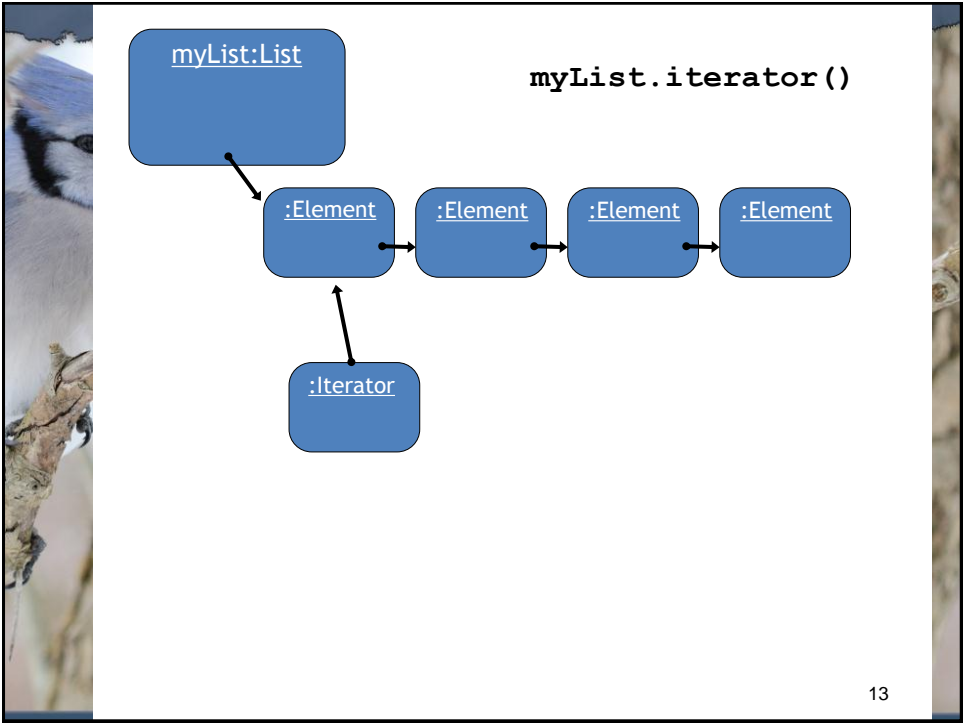 myList:List
myList.iterator()
:Element
:Element
:Element
:Element
:Iterator
13